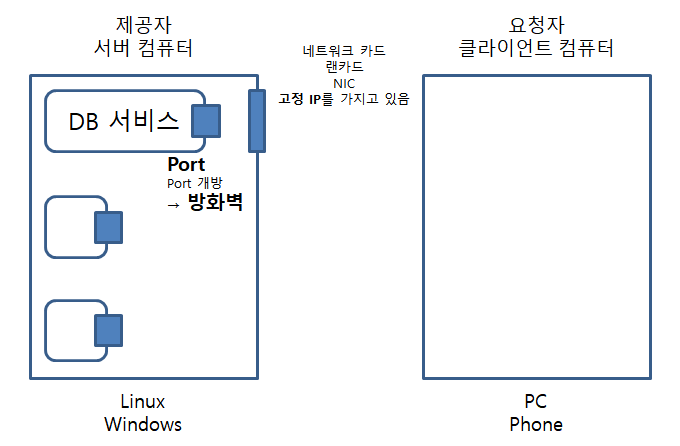 제공자
서버 컴퓨터
네트워크 카드
랜카드
NIC
고정 IP를 가지고 있음
요청자
클라이언트 컴퓨터
DB 서비스
Port
Port 개방
→ 방화벽
Linux
Windows
PC
Phone